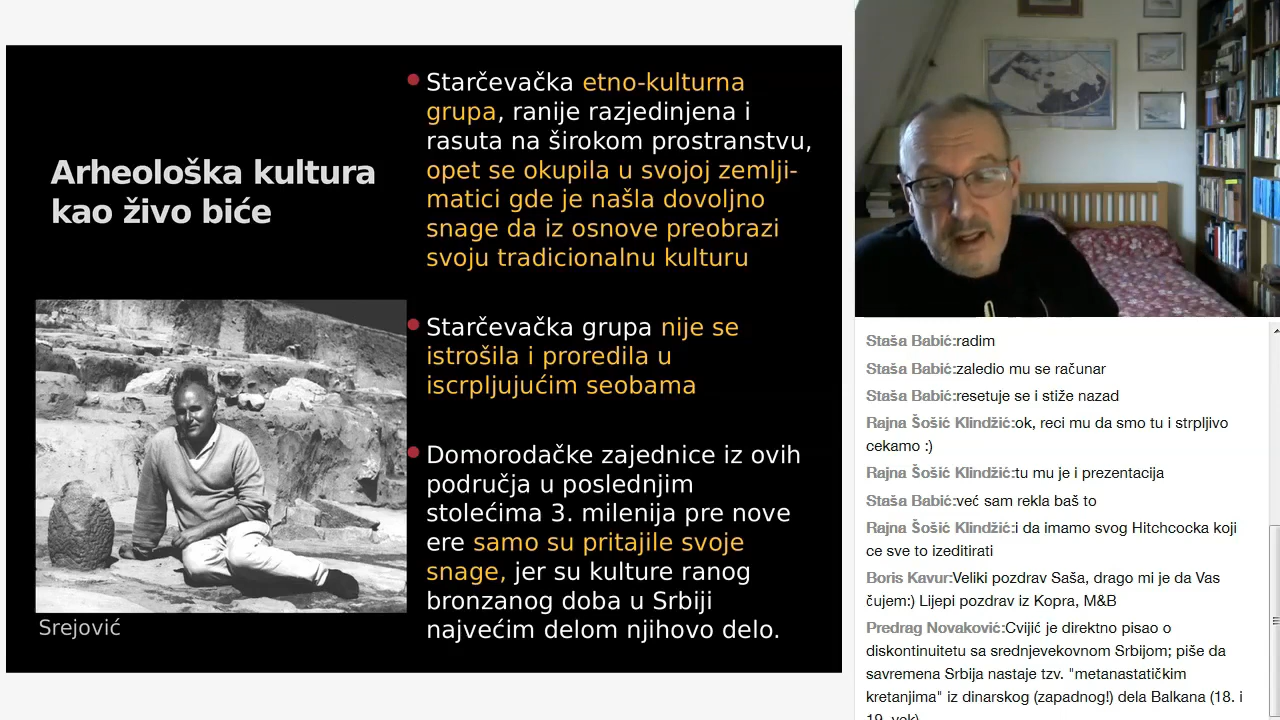 Arheološka kultura
kao živo biće
Starčevačka etno-kulturna
grupa, ranije razjedinjena i
rasuta na širokom prostranstvu,
opet se okupila u svojoj zemlji-
matici gde je našla dovoljno
snage da iz osnove preobrazi
svoju tradicionalnu kulturu
Starčevačka grupa nije se
istrošila i proredila u
iscrpljujućim seobama
Domorodačke zajednice iz ovih
područja u poslednjim
stolećima 3. milenija pre nove
ere samo su pritajile svoje
snage, jer su kulture ranog
bronzanog doba u Srbiji
najvećim delom njihovo delo.
Srejović
Staša Babić:radim
Staša Babić:zaledio mu se računar
Staša Babić:resetuje se i stiže nazad
Rajna Šošić Klindžić:ok, reci mu da smo tu i strpljivo
cekamo :)
Rajna Šošić Klindžić:tu mu je i prezentacija
Staša Babić:već sam rekla baš to
Rajna Šošić Klindžić:i da imamo svog Hitchcocka koji
ce sve to izeditirati
Boris Kavur:Veliki pozdrav Saša, drago mi je da Vas
čujem:) Lijepi pozdrav iz Kopra, M&B
Predrag Novaković:Cvijić je direktno pisao o
diskontinuitetu sa srednjevekovnom Srbijom; piše da
savremena Srbija nastaje tzv. "metanastatičkim
kretanjima" iz dinarskog (zapadnog!) dela Balkana (18. i
19. vek)